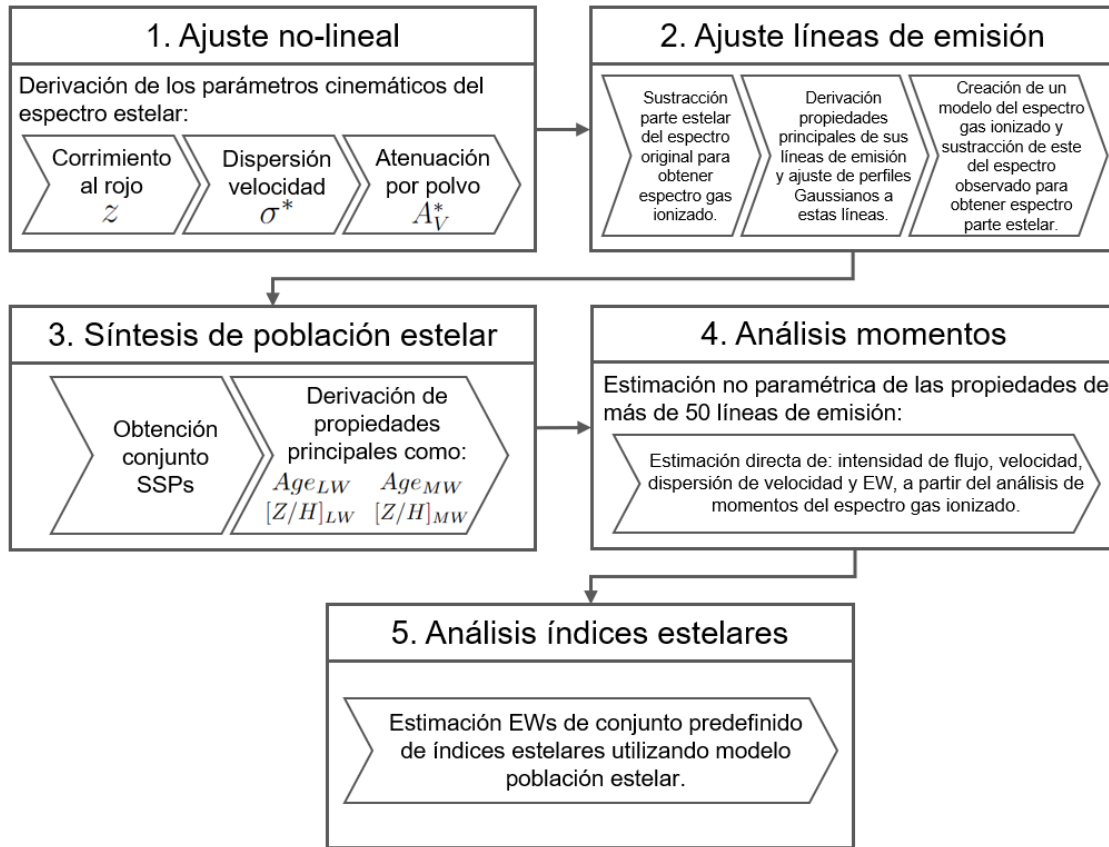 1. Ajuste no-lineal
Derivación de los parámetros cinemáticos del
espectro estelar:
Corrimiento
al rojo
z
Dispersión
velocidad
σ*
Atenuación
por polvo
A*V
2. Ajuste líneas de emisión
Sustracción
parte estelar
del espectro
original para
obtener
espectro gas
ionizado.
Derivación
propiedades
principales de sus
líneas de emisión
y ajuste de perfiles
Gaussianos a
estas líneas.
Creación de un
modelo del espectro
gas ionizado y
sustracción de este
del espectro
observado para
obtener espectro
parte estelar.
3. Síntesis de población estelar
Obtención
conjunto
SSPs
Derivación de
propiedades
principales como:
Age_LW Age_MW
[Z/H]_LW [Z/H]_MW
4. Análisis momentos
Estimación no paramétrica de las propiedades de
más de 50 líneas de emisión:
Estimación directa de: intensidad de flujo, velocidad,
dispersión de velocidad y EW, a partir del análisis de
momentos del espectro gas ionizado.
5. Análisis índices estelares
Estimación EWs de conjunto predefinido
de índices estelares utilizando modelo
población estelar.